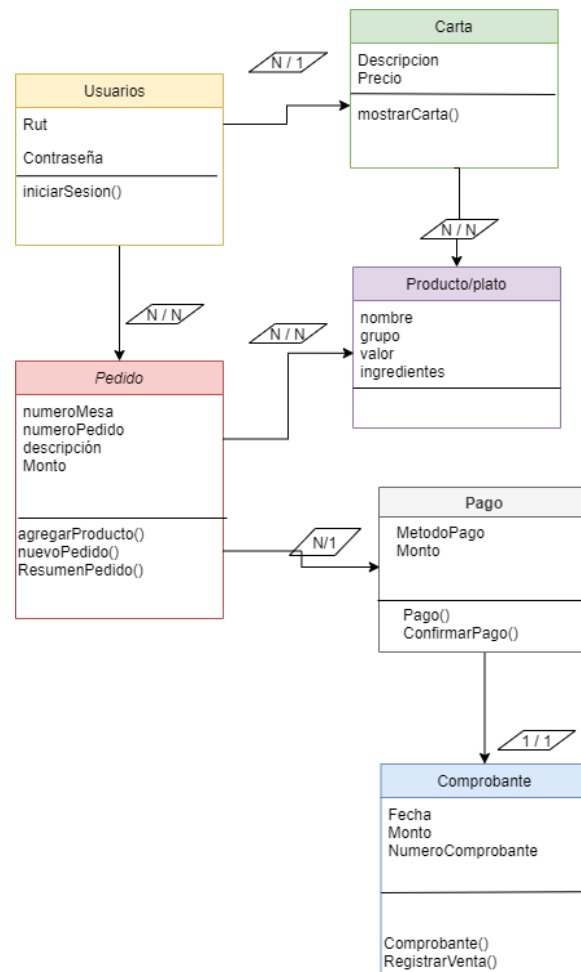 Carta
Descripcion
Precio
mostrarCarta()
N / 1
Usuarios
Rut
Contraseña
iniciarSesion()
N / N
Producto/plato
nombre
grupo
valor
ingredientes
N / N
N / N
Pedido
numeroMesa
numeroPedido
descripción
Monto
agregarProducto()
nuevoPedido()
ResumenPedido()
N/1
Pago
MetodoPago
Monto
Pago()
ConfirmarPago()
1 / 1
Comprobante
Fecha
Monto
NumeroComprobante
Comprobante()
RegistrarVenta()